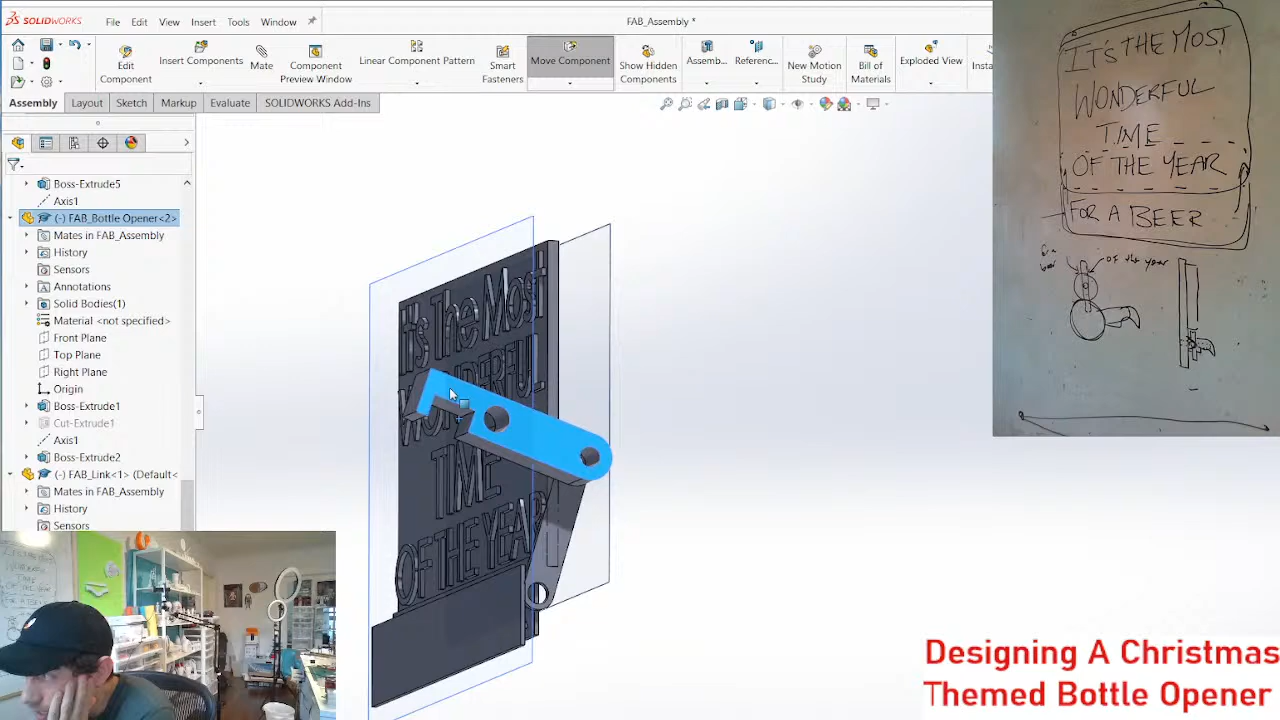 SOLIDWORKS
File Edit View Insert Tools Window
FAB_Assembly *
Edit Component
Insert Components
Mate
Component Preview Window
Linear Component Pattern
Smart Fasteners
Move Component
Show Hidden Components
Assemb...
Referenc...
New Motion Study
Bill of Materials
Exploded View
Insta
Assembly Layout Sketch Markup Evaluate SOLIDWORKS Add-Ins
Boss-Extrude5
Axis1
(-) FAB_Bottle Opener<2>
Mates in FAB_Assembly
History
Sensors
Annotations
Solid Bodies(1)
Material <not specified>
Front Plane
Top Plane
Right Plane
Origin
Boss-Extrude1
Cut-Extrude1
Axis1
Boss-Extrude2
(-) FAB_Link<1> (Default<
Mates in FAB_Assembly
History
Sensors
It's The Most
WONDERFUL
TIME
OF THE YEAR
IT'S THE MOST
WONDERFUL
TIME
OF THE YEAR
FOR A BEER
for a
beer
of the year
Designing A Christmas
Themed Bottle Opener